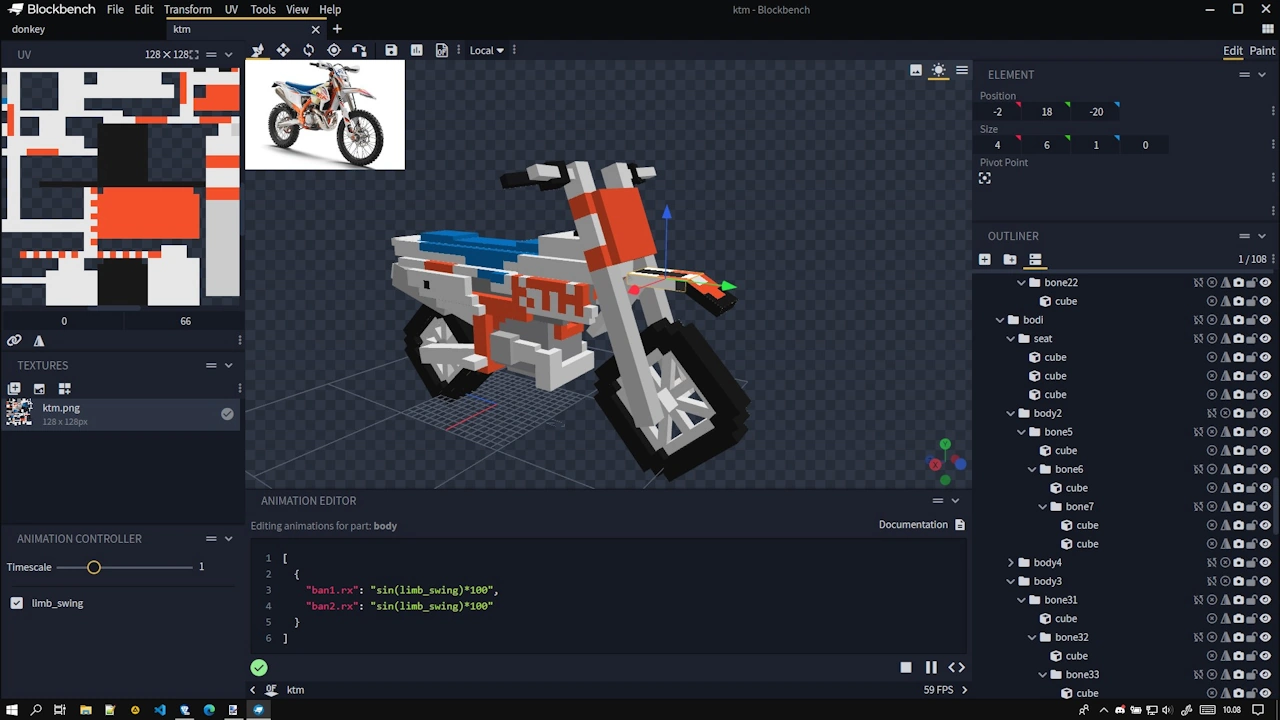 Blockbench File Edit Transform UV Tools View Help
ktm - Blockbench
donkey
ktm
UV
128×128
Local
Edit Paint
ELEMENT
Position
-2 18 -20
Size
4 6 1 0
Pivot Point
0 66
TEXTURES
ktm.png
128 x 128px
ANIMATION CONTROLLER
Timescale 1
limb_swing
KTM
OUTLINER
1 / 108
bone22
cube
bodi
seat
cube
cube
cube
body2
bone5
cube
bone6
cube
bone7
cube
cube
body4
body3
bone31
cube
bone32
cube
bone33
cube
ANIMATION EDITOR
Editing animations for part: body
Documentation
1 [
2 {
3 "ban1.rx": "sin(limb_swing)*100",
4 "ban2.rx": "sin(limb_swing)*100"
5 }
6 ]
OF ktm
59 FPS
10.08